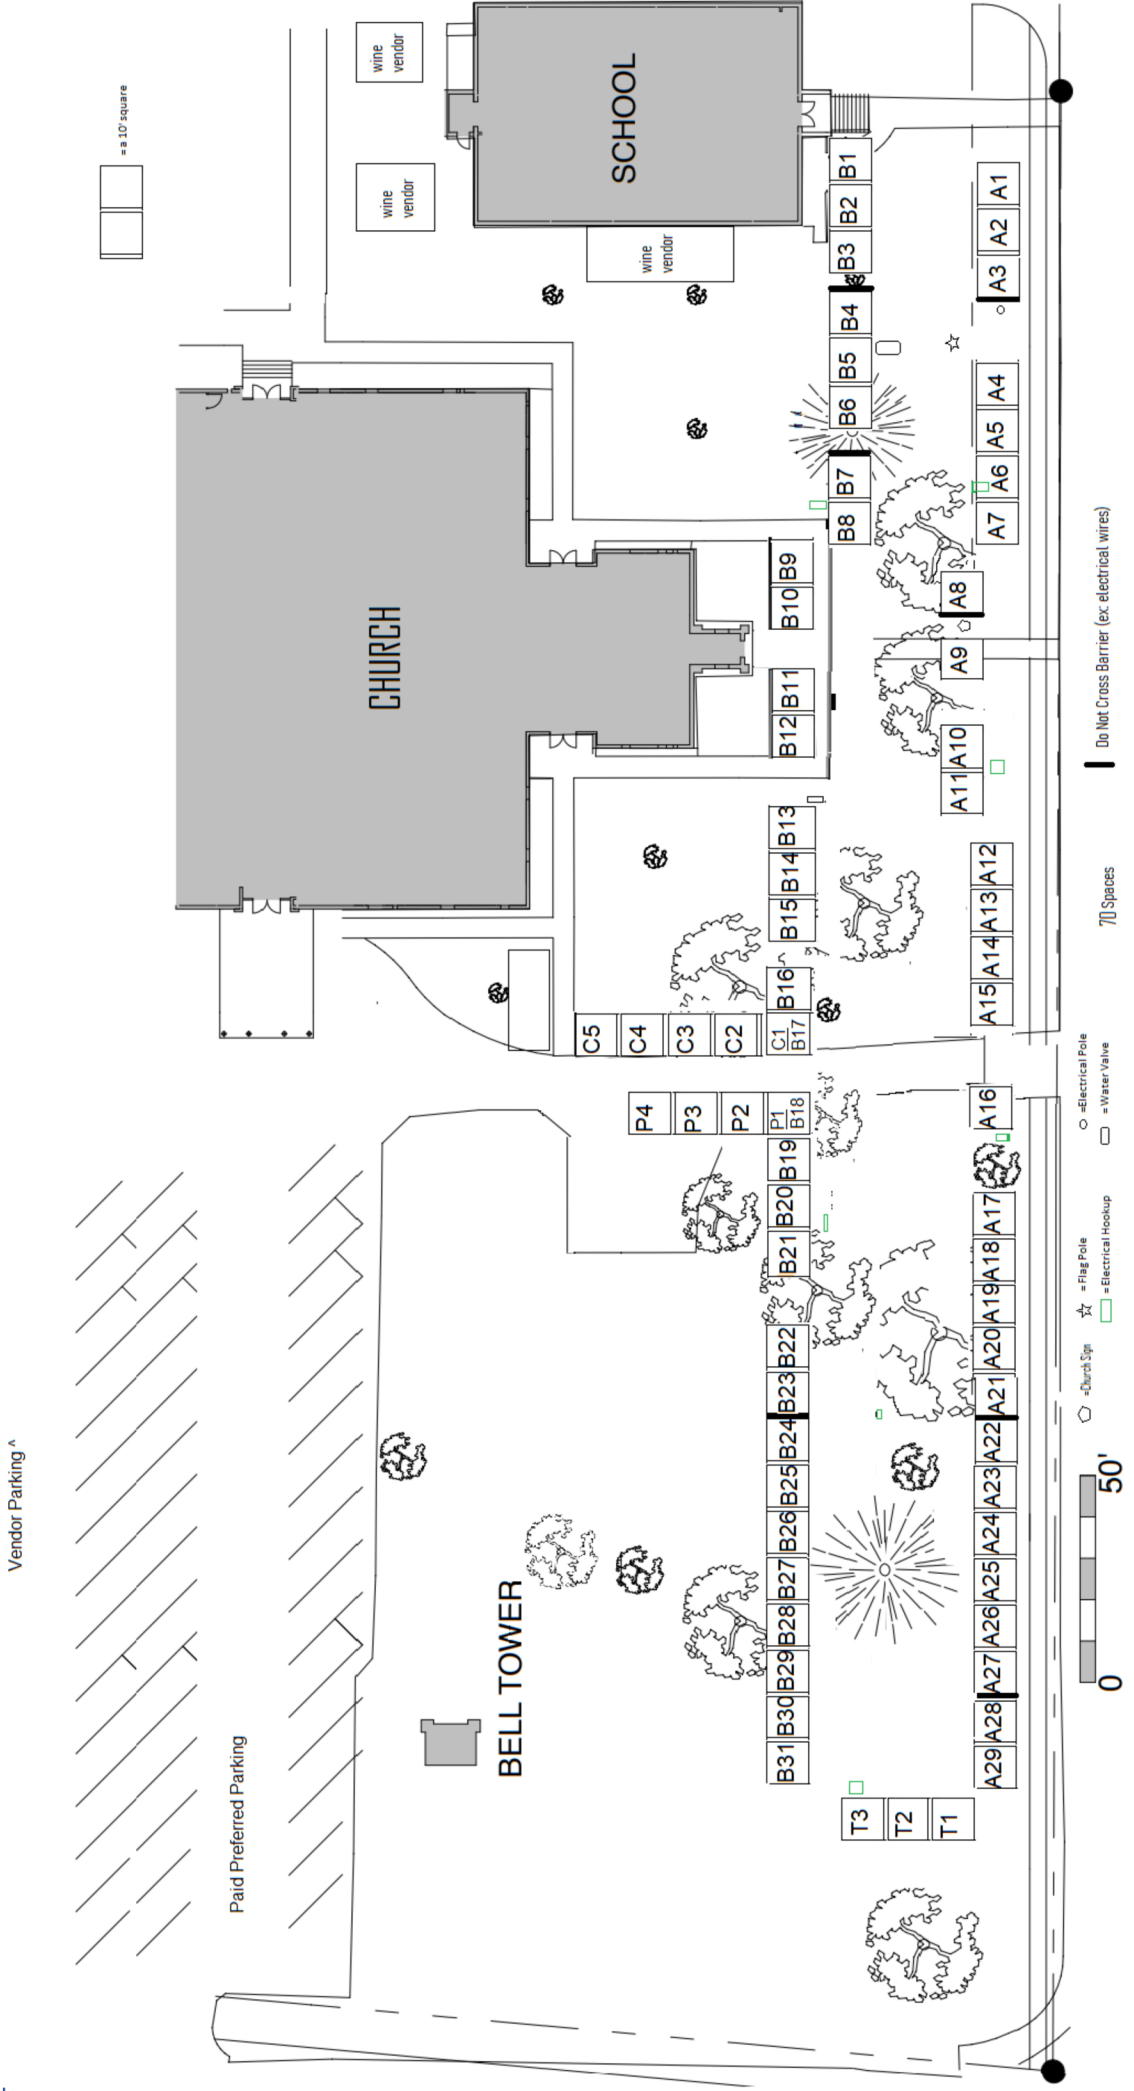 Vendor Parking ^
Paid Preferred Parking
= a 10' square
wine
vendor
wine
vendor
wine
vendor
SCHOOL
CHURCH
BELL TOWER
C5
C4
C3
C2
C1
B17
P4
P3
P2
P1
B18
B31
B30
B29
B28
B27
B26
B25
B24
B23
B22
B21
B20
B19
B16
B15
B14
B13
B12
B11
B10
B9
B8
B7
B6
B5
B4
B3
B2
B1
T3
T2
T1
A29
A28
A27
A26
A25
A24
A23
A22
A21
A20
A19
A18
A17
A16
A15
A14
A13
A12
A11
A10
A9
A8
A7
A6
A5
A4
A3
A2
A1
0
50'
=Church Sign
=Flag Pole
=Electrical Hookup
=Electrical Pole
= Water Valve
70 Spaces
Do Not Cross Barrier (ex: electrical wires)